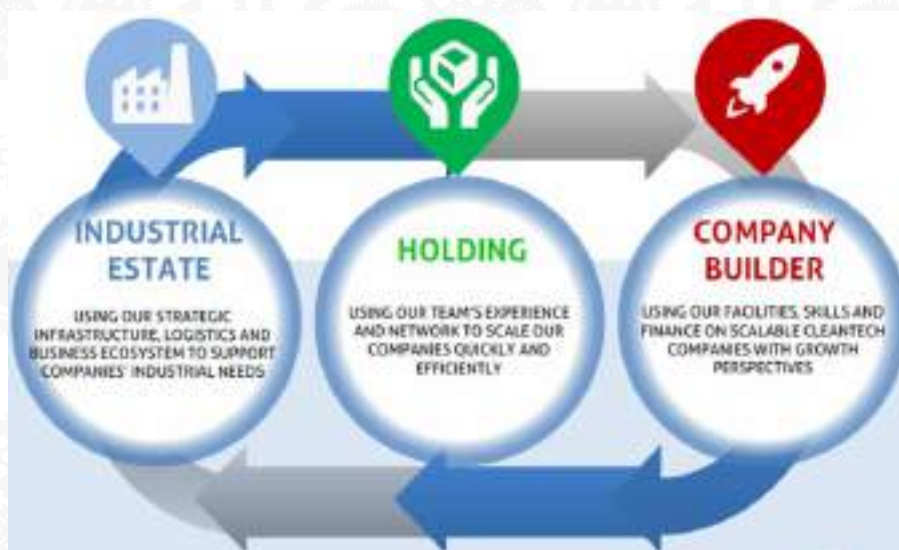 INDUSTRIAL
ESTATE
USING OUR STRATEGIC
INFRASTRUCTURE, LOGISTICS AND
BUSINESS ECOSYSTEM TO SUPPORT
COMPANIES' INDUSTRIAL NEEDS
HOLDING
USING OUR TEAM'S EXPERIENCE
AND NETWORK TO SCALE OUR
COMPANIES QUICKLY AND
EFFICIENTLY
COMPANY
BUILDER
USING OUR FACILITIES, SKILLS AND
FINANCE ON SCALABLE CLEANTECH
COMPANIES WITH GROWTH
PERSPECTIVES